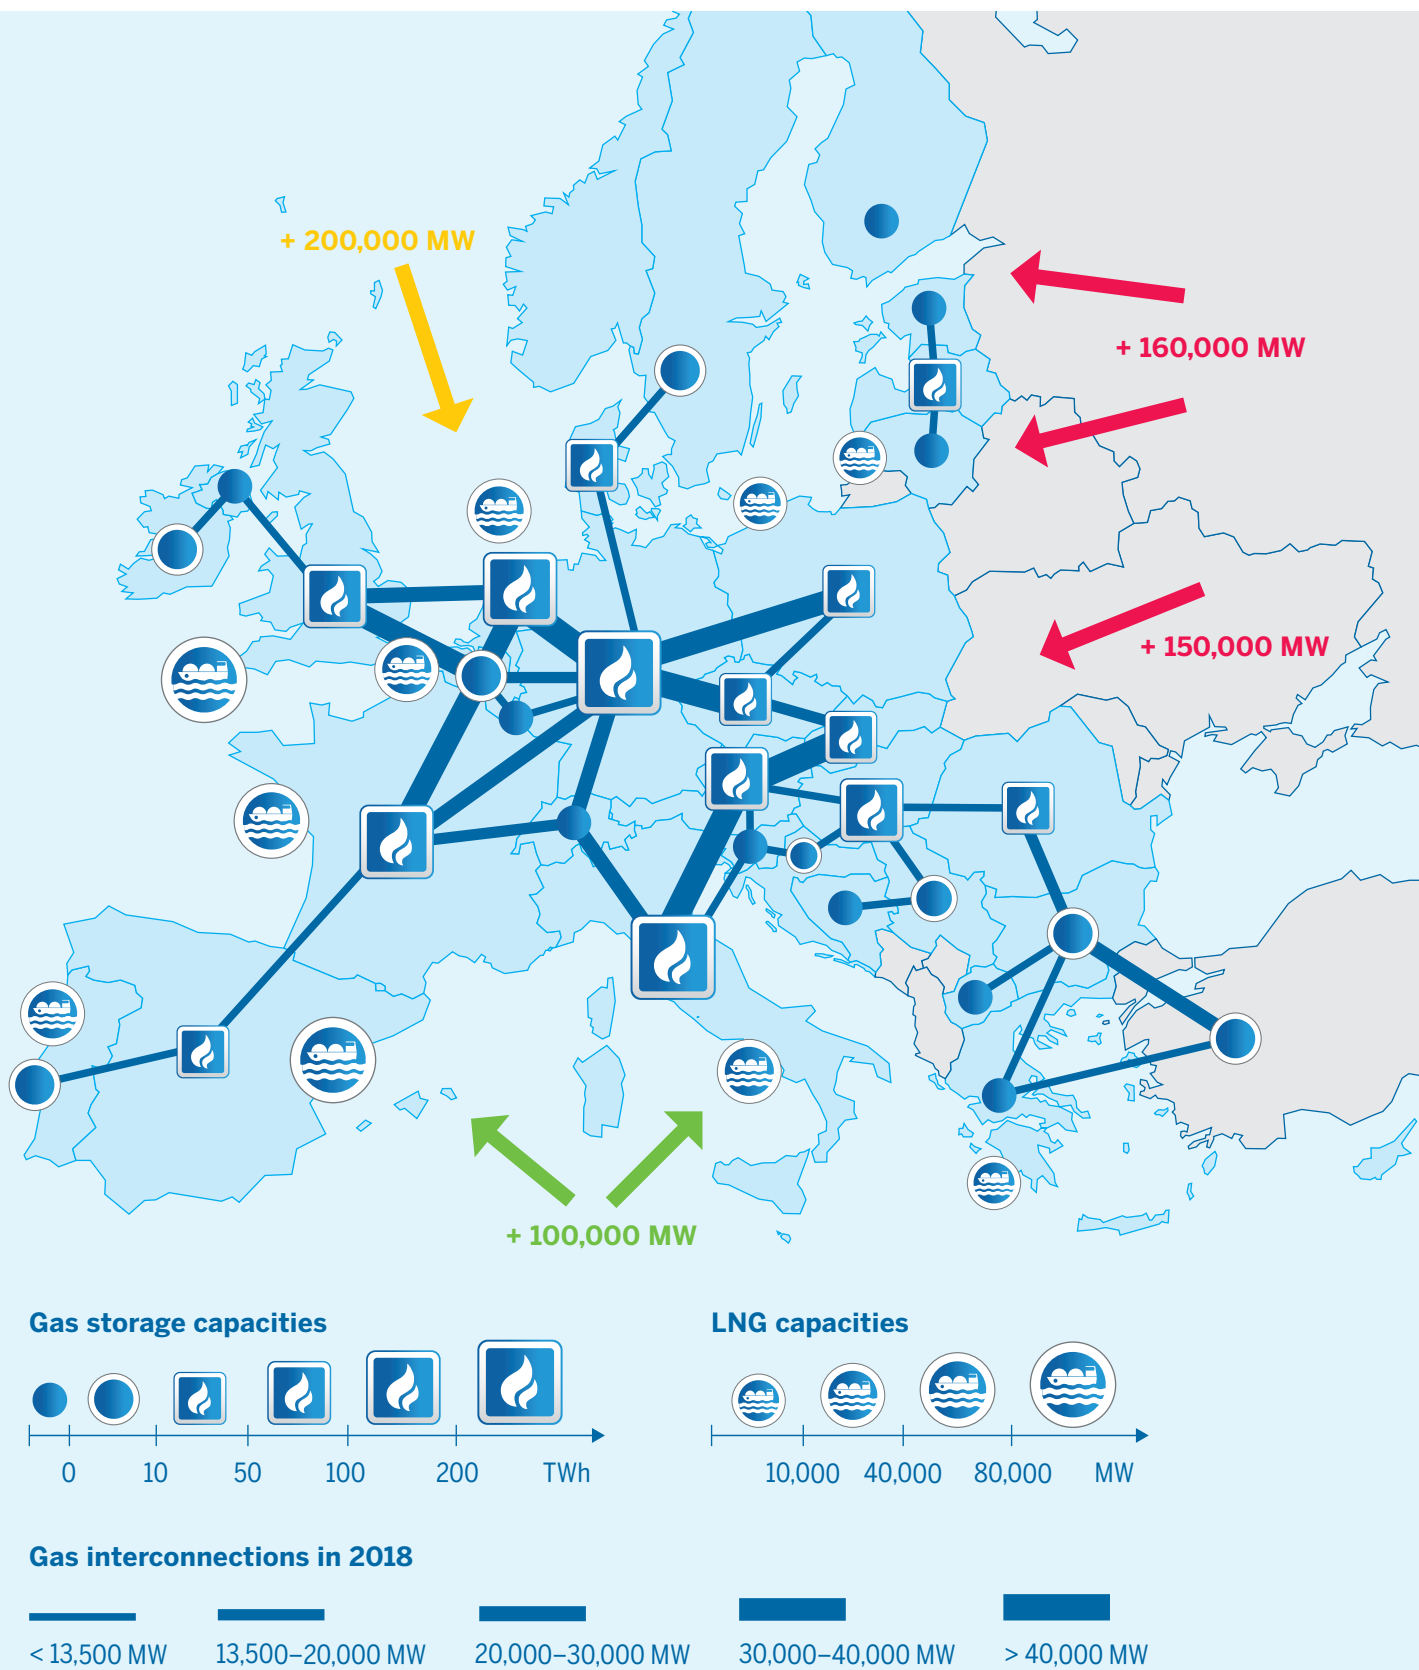 + 200,000 MW
+ 160,000 MW
+ 150,000 MW
+ 100,000 MW
Gas storage capacities
0 10 50 100 200 TWh
LNG capacities
10,000 40,000 80,000 MW
Gas interconnections in 2018
< 13,500 MW 13,500–20,000 MW 20,000–30,000 MW 30,000–40,000 MW > 40,000 MW